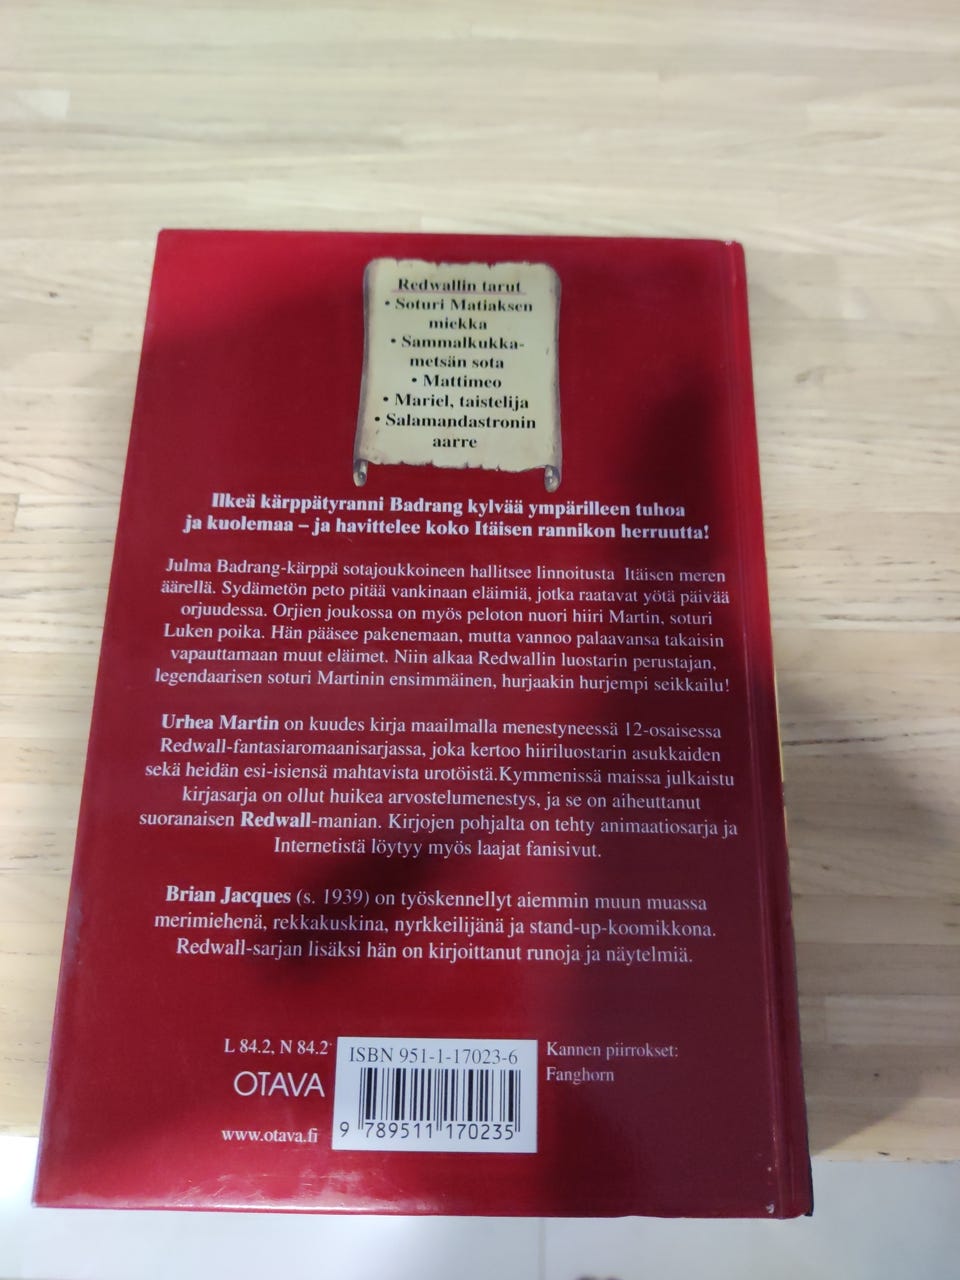 Redwallin tarut
• Soturi Matiaksen
miekka
• Sammalkukka-
metsän sota
• Mattimeo
• Mariel, taistelija
• Salamandastronin
aarre
Ilkeä kärppätyranni Badrang kylvää ympärilleen tuhoa
ja kuolemaa – ja havittelee koko Itäisen rannikon herruutta!
Julma Badrang-kärppä sotajoukkoineen hallitsee linnoitusta Itäisen meren
äärellä. Sydämetön peto pitää vankinaan eläimiä, jotka raatavat yötä päivää
orjuudessa. Orjien joukossa on myös peloton nuori hiiri Martin, soturi
Luken poika. Hän pääsee pakenemaan, mutta vannoo palaavansa takaisin
vapauttamaan muut eläimet. Niin alkaa Redwallin luostarin perustajan,
legendaarisen soturi Martinin ensimmäinen, hurjaakin hurjempi seikkailu!
Urhea Martin on kuudes kirja maailmalla menestyneessä 12-osaisessa
Redwall-fantasiaromaanisarjassa, joka kertoo hiiriluostarin asukkaiden
sekä heidän esi-isiensä mahtavista urotöistä.Kymmenissä maissa julkaistu
kirjasarja on ollut huikea arvostelumenestys, ja se on aiheuttanut
suoranaisen Redwall-manian. Kirjojen pohjalta on tehty animaatiosarja ja
Internetistä löytyy myös laajat fanisivut.
Brian Jacques (s. 1939) on työskennellyt aiemmin muun muassa
merimiehenä, rekkakuskina, nyrkkeilijänä ja stand-up-koomikkona.
Redwall-sarjan lisäksi hän on kirjoittanut runoja ja näytelmiä.
L 84.2, N 84.2
OTAVA
www.otava.fi
ISBN 951-1-17023-6
9 789511 170235
Kannen piirrokset:
Fanghorn